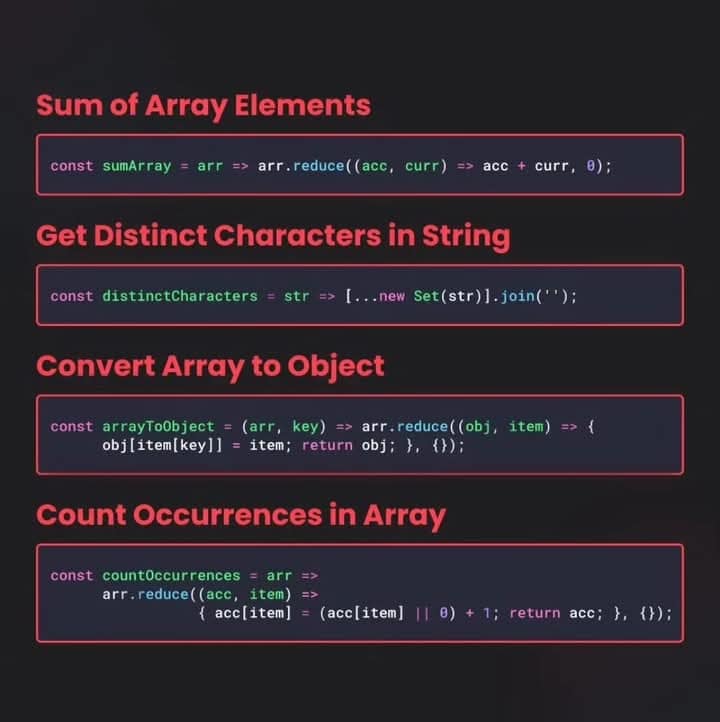 Sum of Array Elements
const sumArray = arr => arr.reduce((acc, curr) => acc + curr, 0);
Get Distinct Characters in String
const distinctCharacters = str => [...new Set(str)].join('');
Convert Array to Object
const arrayToObject = (arr, key) => arr.reduce((obj, item) => {
obj[item[key]] = item; return obj; }, {});
Count Occurrences in Array
const countOccurrences = arr =>
arr.reduce((acc, item) =>
{ acc[item] = (acc[item] || 0) + 1; return acc; }, {});